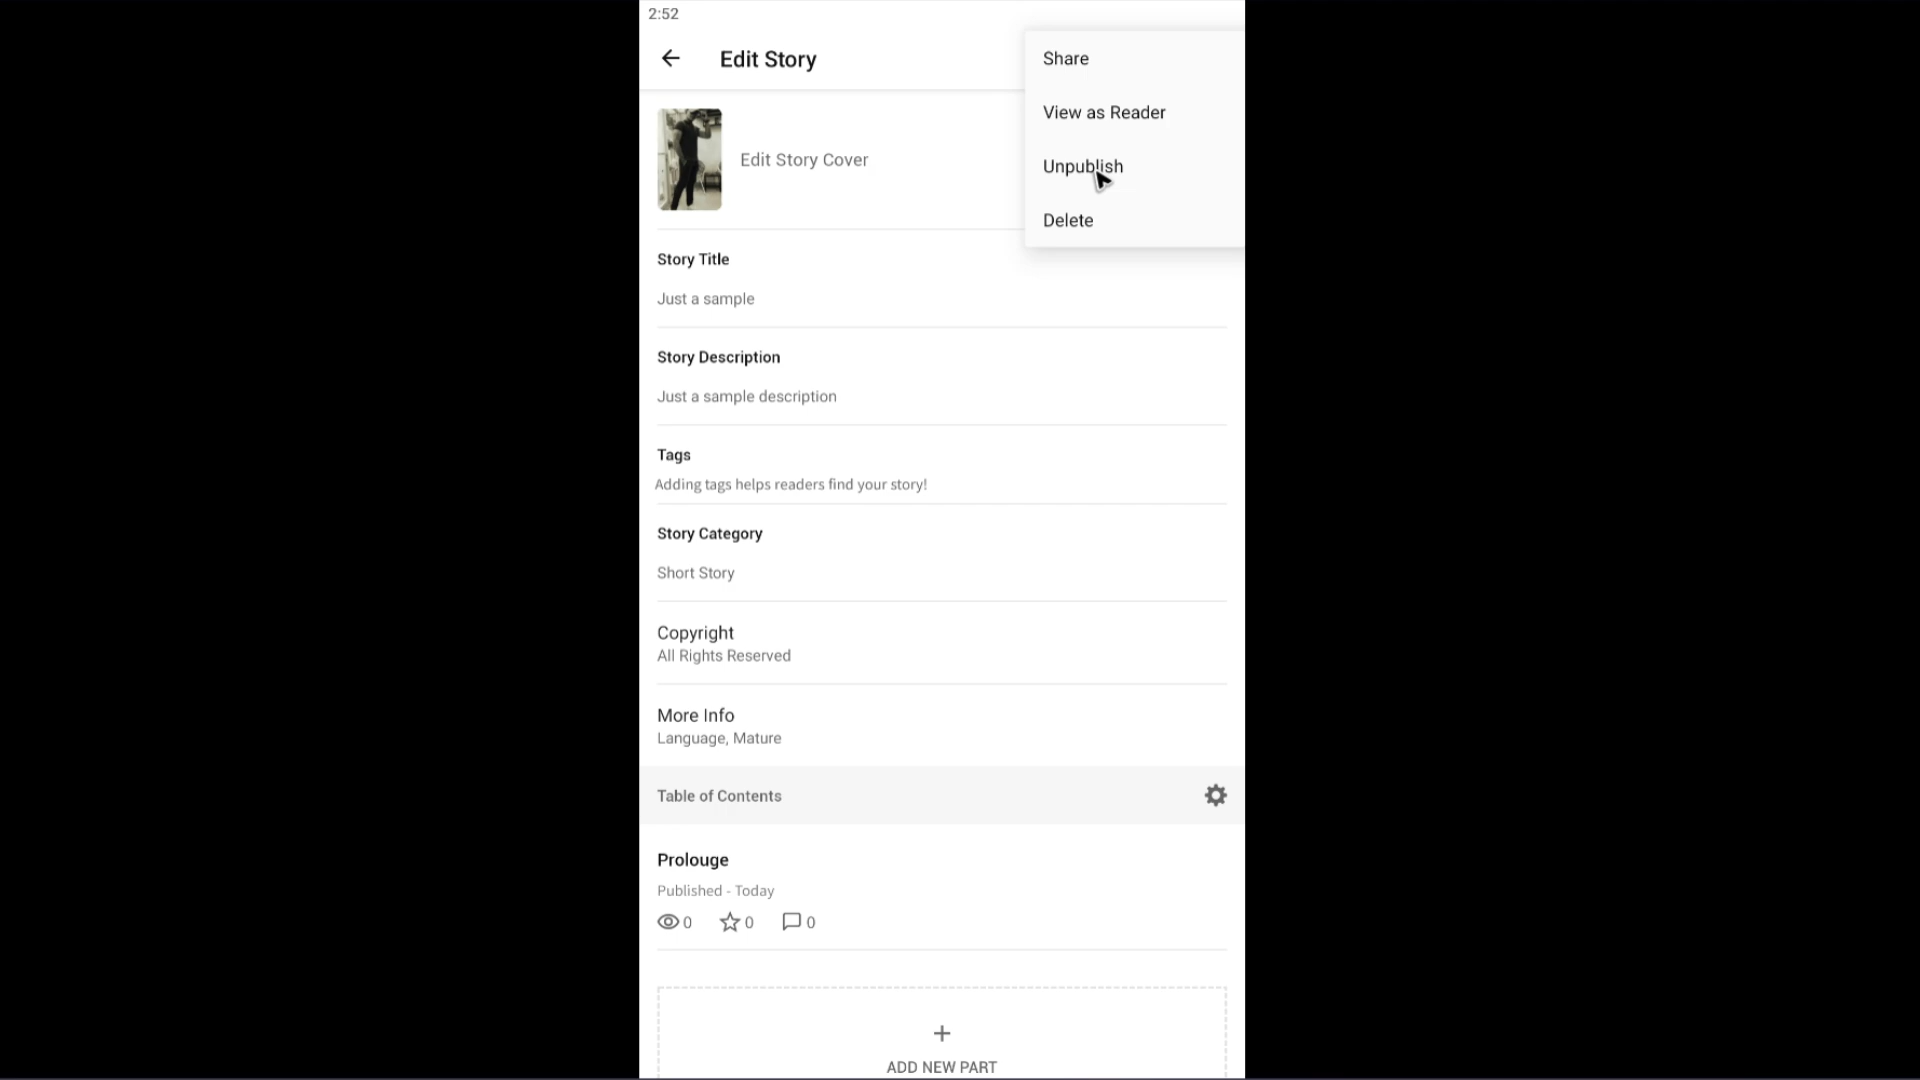 2:52
Edit Story
Share
View as Reader
Unpublish
Delete
Edit Story Cover
Story Title
Just a sample
Story Description
Just a sample description
Tags
Adding tags helps readers find your story!
Story Category
Short Story
Copyright
All Rights Reserved
More Info
Language, Mature
Table of Contents
Prolouge
Published - Today
0 0 0
ADD NEW PART